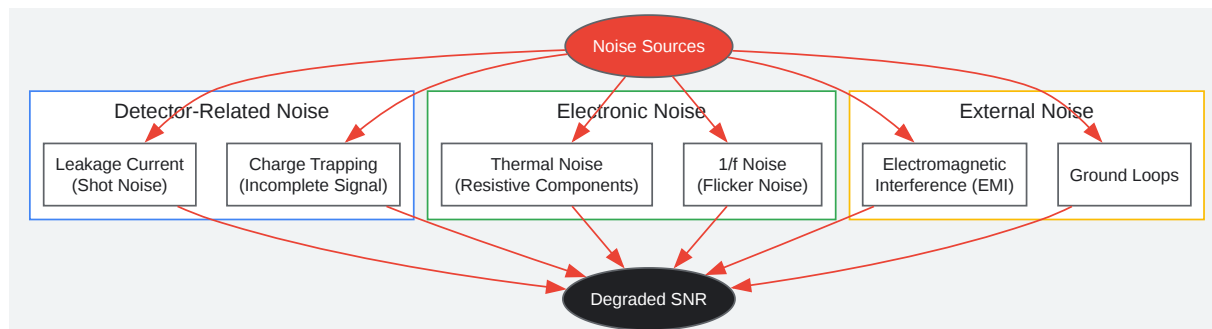 Noise Sources
Detector-Related Noise
Electronic Noise
External Noise
Leakage Current
(Shot Noise)
Charge Trapping
(Incomplete Signal)
Thermal Noise
(Resistive Components)
1/f Noise
(Flicker Noise)
Electromagnetic
Interference (EMI)
Ground Loops
Degraded SNR